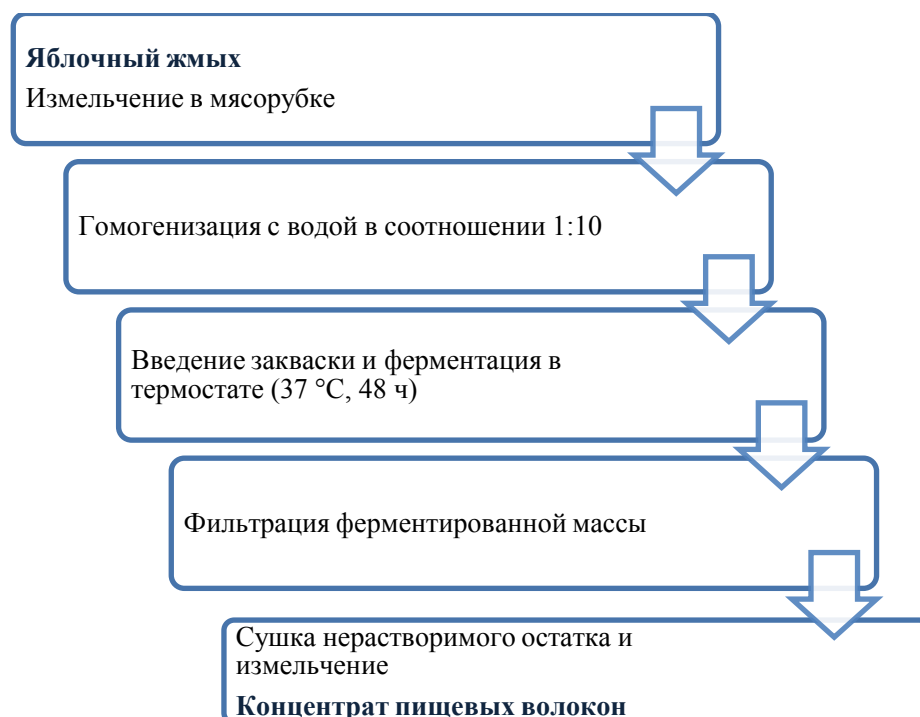 Яблочный жмых
Измельчение в мясорубке
Гомогенизация с водой в соотношении 1:10
Введение закваски и ферментация в
термостате (37 °С, 48 ч)
Фильтрация ферментированной массы
Сушка нерастворимого остатка и
измельчение
Концентрат пищевых волокон